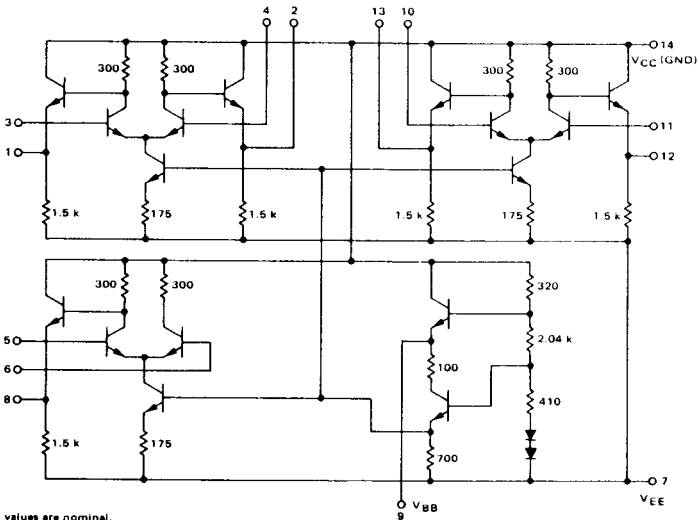 4 2 13 10
14
VCC (GND)
300 300 300 300
3
11
1
12
1.5 k 175 1.5 k 1.5 k 175 1.5 k
300 300
320
5
2.04 k
6
100
8
410
1.5 k 175
700
7
VEE
VBB
9
values are nominal.